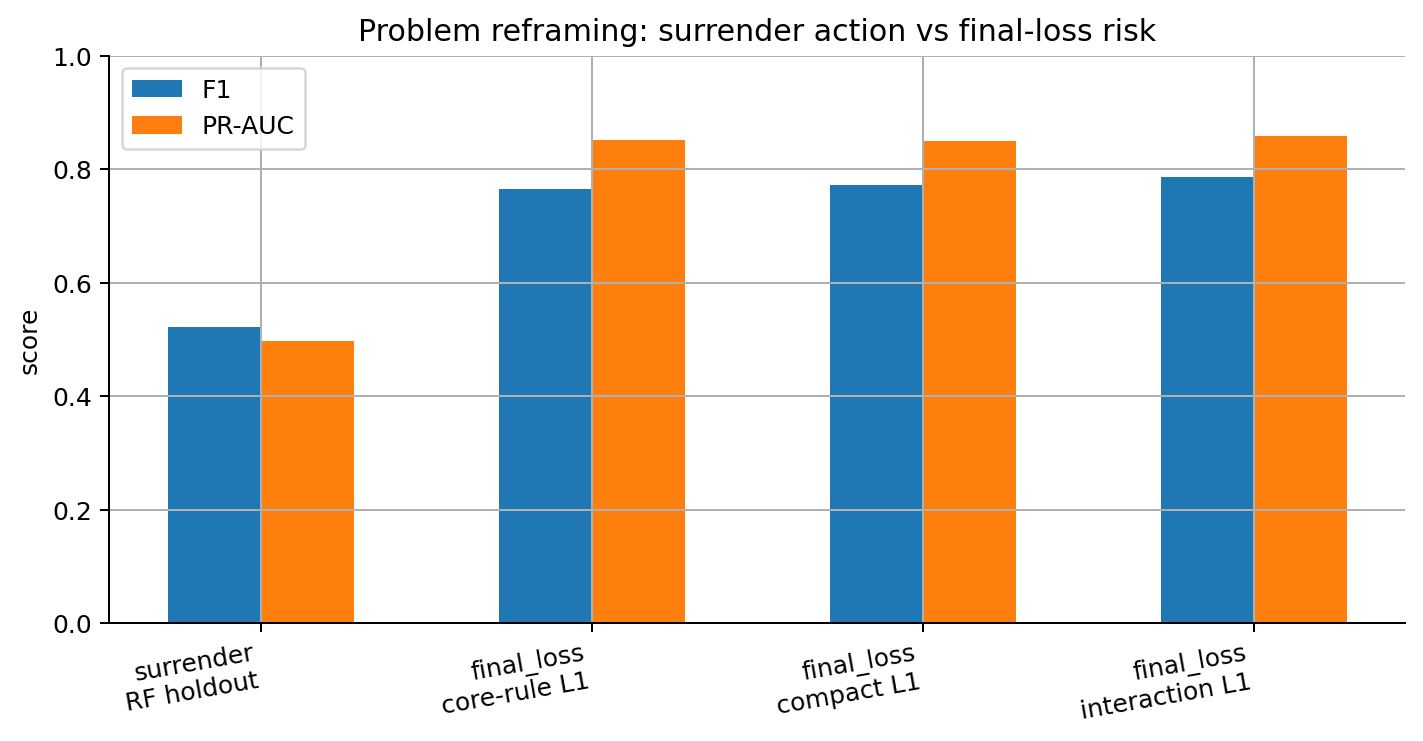 Problem reframing: surrender action vs final-loss risk
1.0
F1
PR-AUC
0.8
0.6
score
0.4
0.2
0.0
surrender
RF holdout
final_loss
core-rule L1
final_loss
compact L1
final_loss
interaction L1